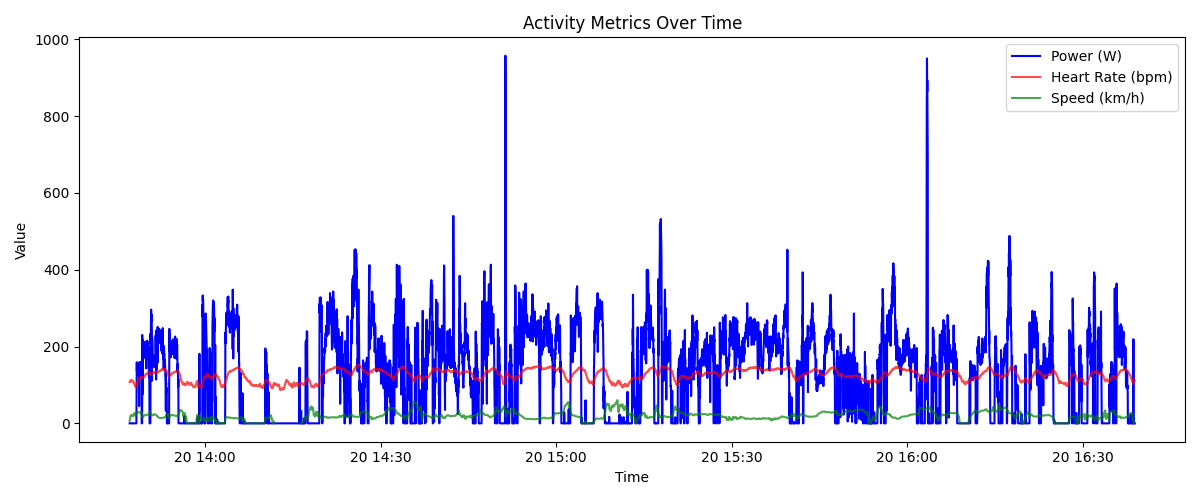 Activity Metrics Over Time
Power (W)
Heart Rate (bpm)
Speed (km/h)
Value
1000
800
600
400
200
0
20 14:00
20 14:30
20 15:00
20 15:30
20 16:00
20 16:30
Time